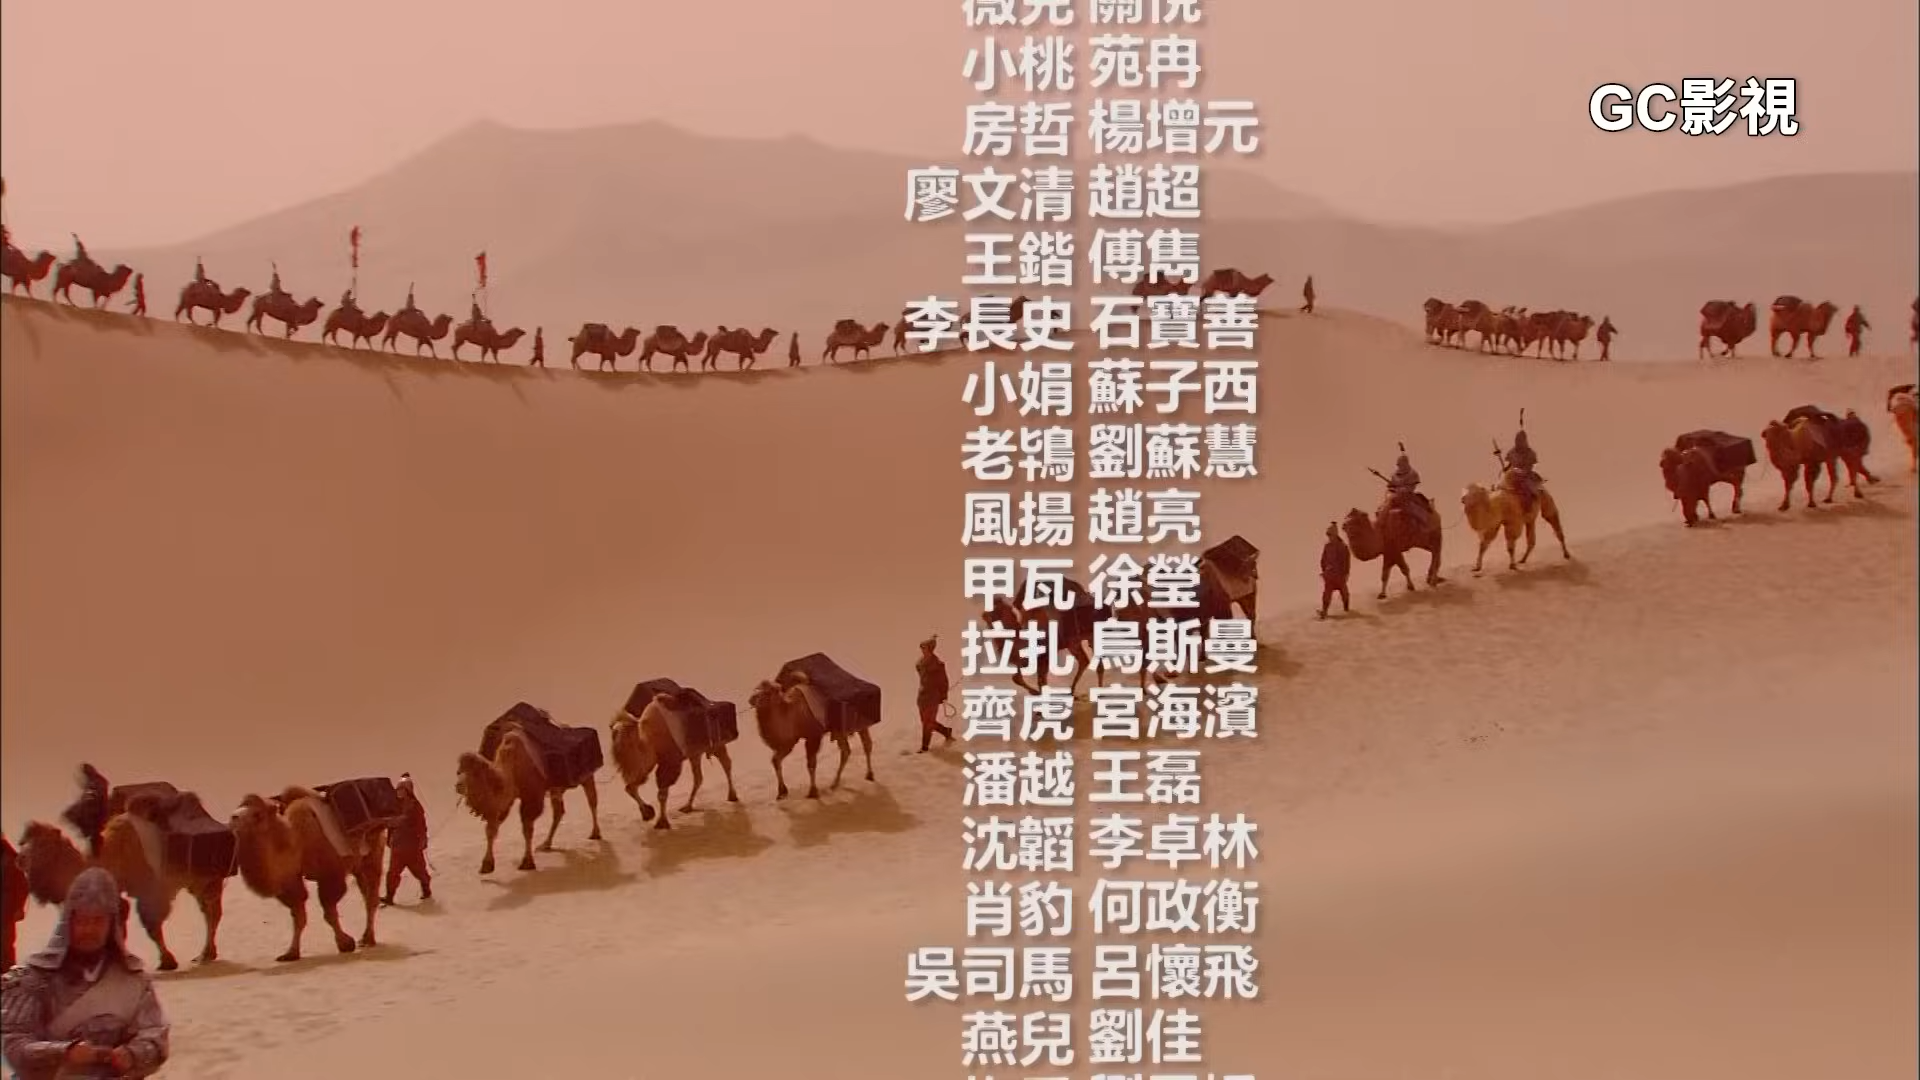 小桃 苑冉
GC影視
房哲 楊增元
廖文清 趙超
王鍇 傅雋
李長史 石寶善
小娟 蘇子西
老鴇 劉蘇慧
風揚 趙亮
甲瓦 徐瑩
拉扎 烏斯曼
齊虎 宮海濱
潘越 王磊
沈韜 李卓林
肖豹 何政衡
吳司馬 呂懷飛
燕兒 劉佳